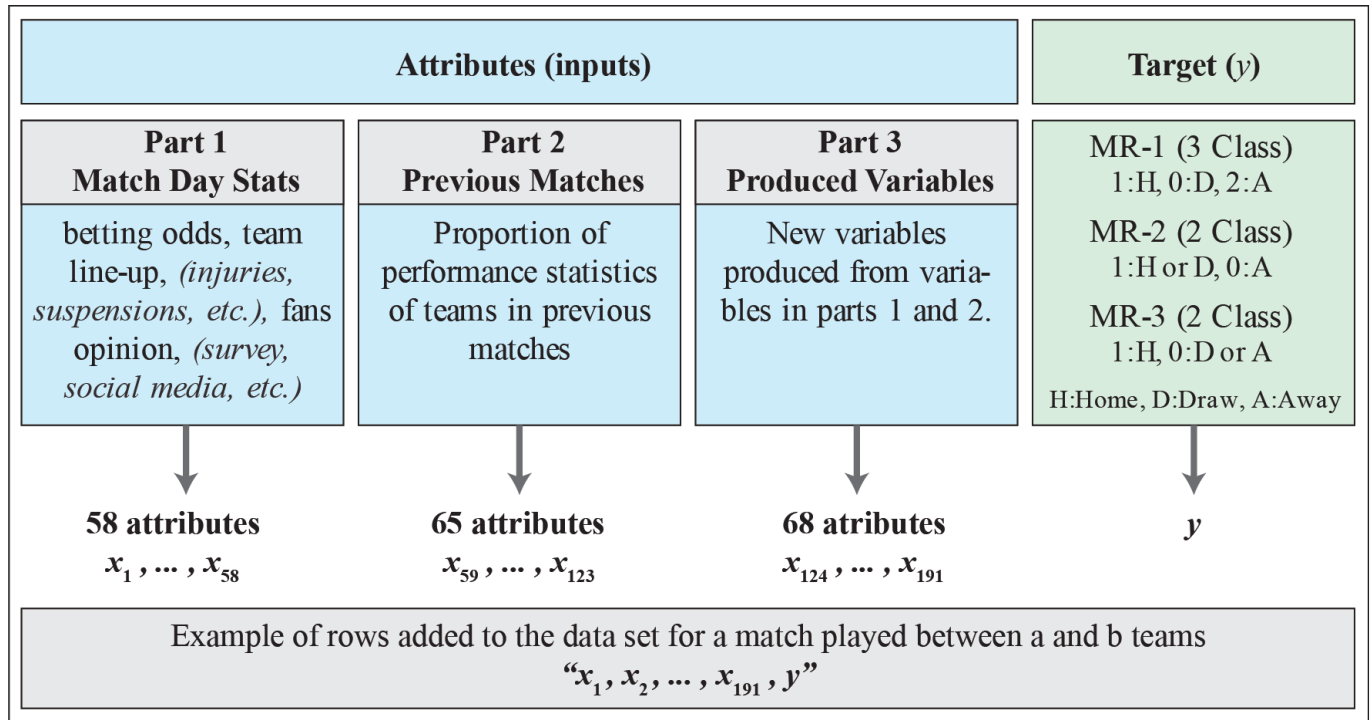 Attributes (inputs)
Target (y)
Part 1
Match Day Stats
betting odds, team
line-up, (injuries,
suspensions, etc.), fans
opinion, (survey,
social media, etc.)
58 attributes
x₁ , ... , x₅₈
Part 2
Previous Matches
Proportion of
performance statistics
of teams in previous
matches
65 attributes
x₅₉ , ... , x₁₂₃
Part 3
Produced Variables
New variables
produced from varia-
bles in parts 1 and 2.
68 atributes
x₁₂₄ , ... , x₁₉₁
MR-1 (3 Class)
1:H, 0:D, 2:A
MR-2 (2 Class)
1:H or D, 0:A
MR-3 (2 Class)
1:H, 0:D or A
H:Home, D:Draw, A:Away
y
Example of rows added to the data set for a match played between a and b teams
“x₁ , x₂ , ... , x₁₉₁ , y”